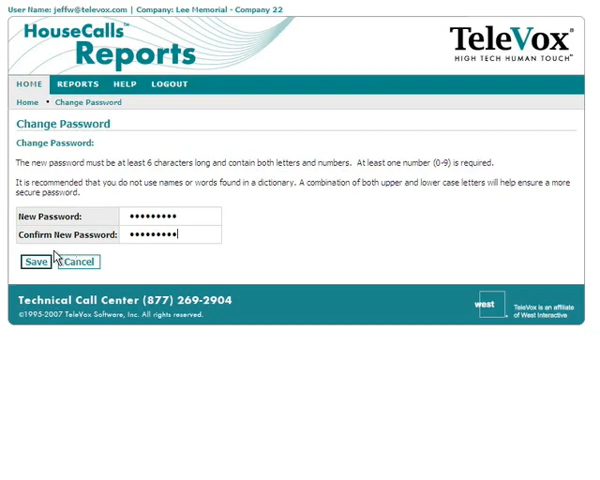 User Name: jeffw@televox.com | Company: Lee Memorial - Company 22
HouseCalls™
Reports
TeleVox®
HIGH TECH HUMAN TOUCH™
HOME REPORTS HELP LOGOUT
Home • Change Password
Change Password
Change Password:
The new password must be at least 6 characters long and contain both letters and numbers. At least one number (0-9) is required.
It is recommended that you do not use names or words found in a dictionary. A combination of both upper and lower case letters will help ensure a more
secure password.
New Password: •••••••••
Confirm New Password: •••••••••
Save Cancel
Technical Call Center (877) 269-2904
©1995-2007 TeleVox Software, Inc. All rights reserved.
west
TeleVox is an affiliate
of West Interactive